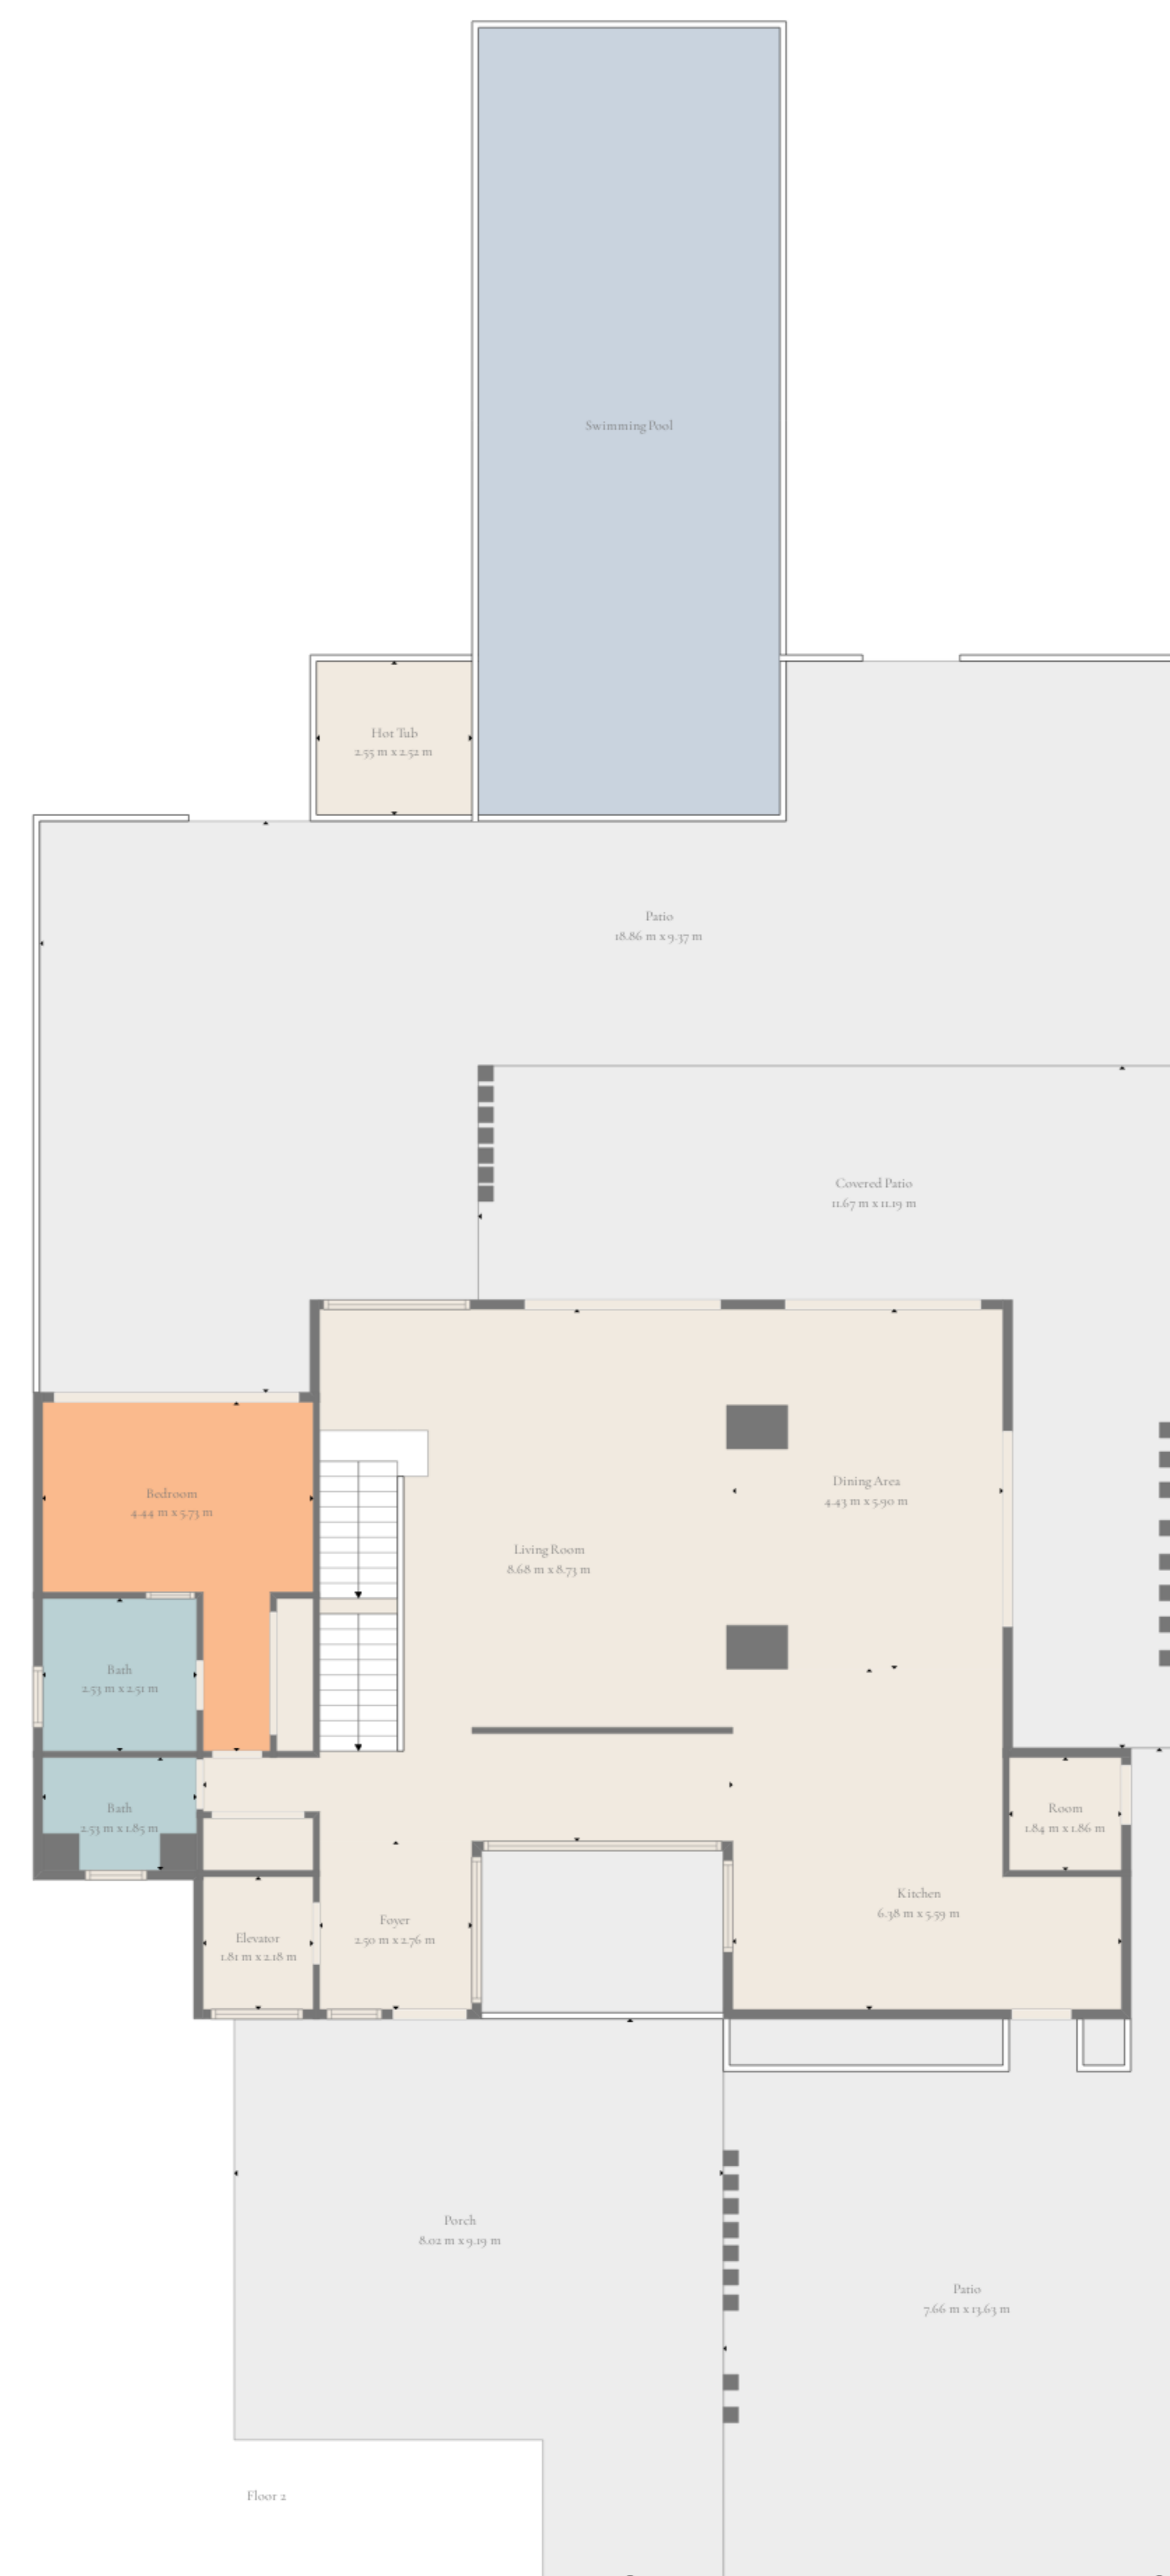 Swimming Pool
Hot Tub
2.55 m x 2.52 m
Patio
18.86 m x 9.37 m
Covered Patio
11.67 m x 11.19 m
Dining Area
4.43 m x 5.90 m
Bedroom
4.44 m x 5.73 m
Living Room
8.68 m x 8.73 m
Bath
2.53 m x 2.51 m
Bath
2.53 m x 1.85 m
Room
1.84 m x 1.86 m
Kitchen
6.38 m x 5.59 m
Foyer
2.50 m x 2.76 m
Elevator
1.81 m x 2.18 m
Porch
8.02 m x 9.19 m
Patio
7.66 m x 13.63 m
Floor 2